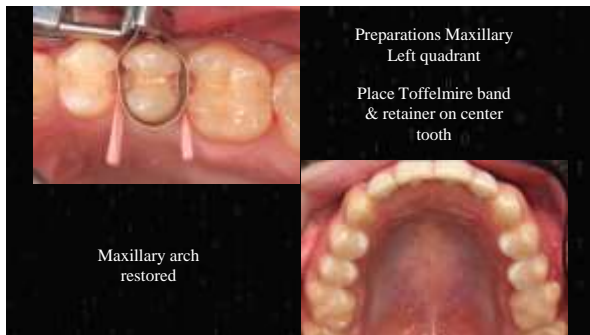 Preparations Maxillary
Left quadrant
Place Toffelmire band
& retainer on center
tooth
Maxillary arch
restored